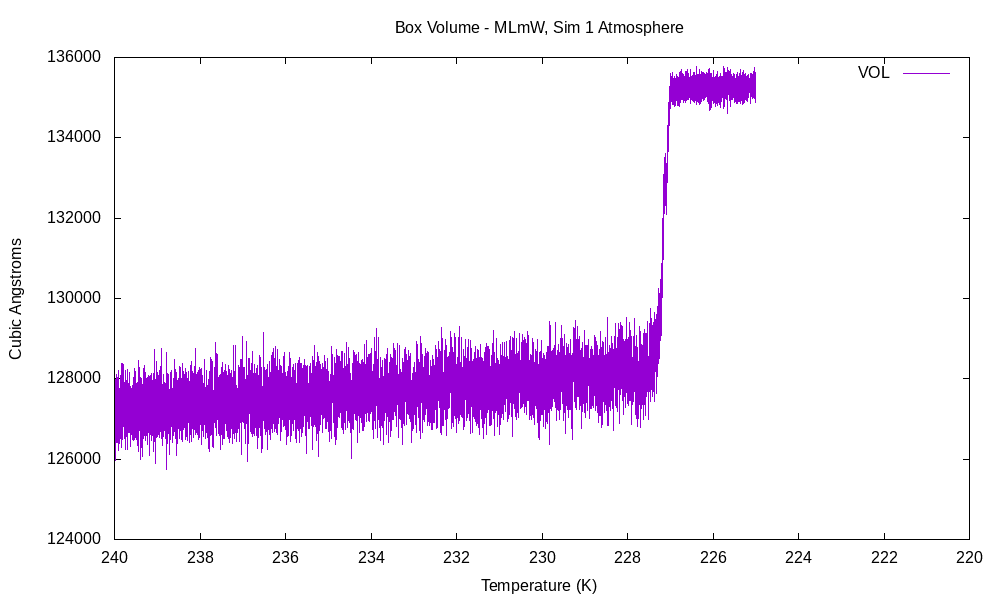 Box Volume - MLmW, Sim 1 Atmosphere
136000
VOL
134000
132000
130000
128000
126000
124000
Cubic Angstroms
240 238 236 234 232 230 228 226 224 222 220
Temperature (K)